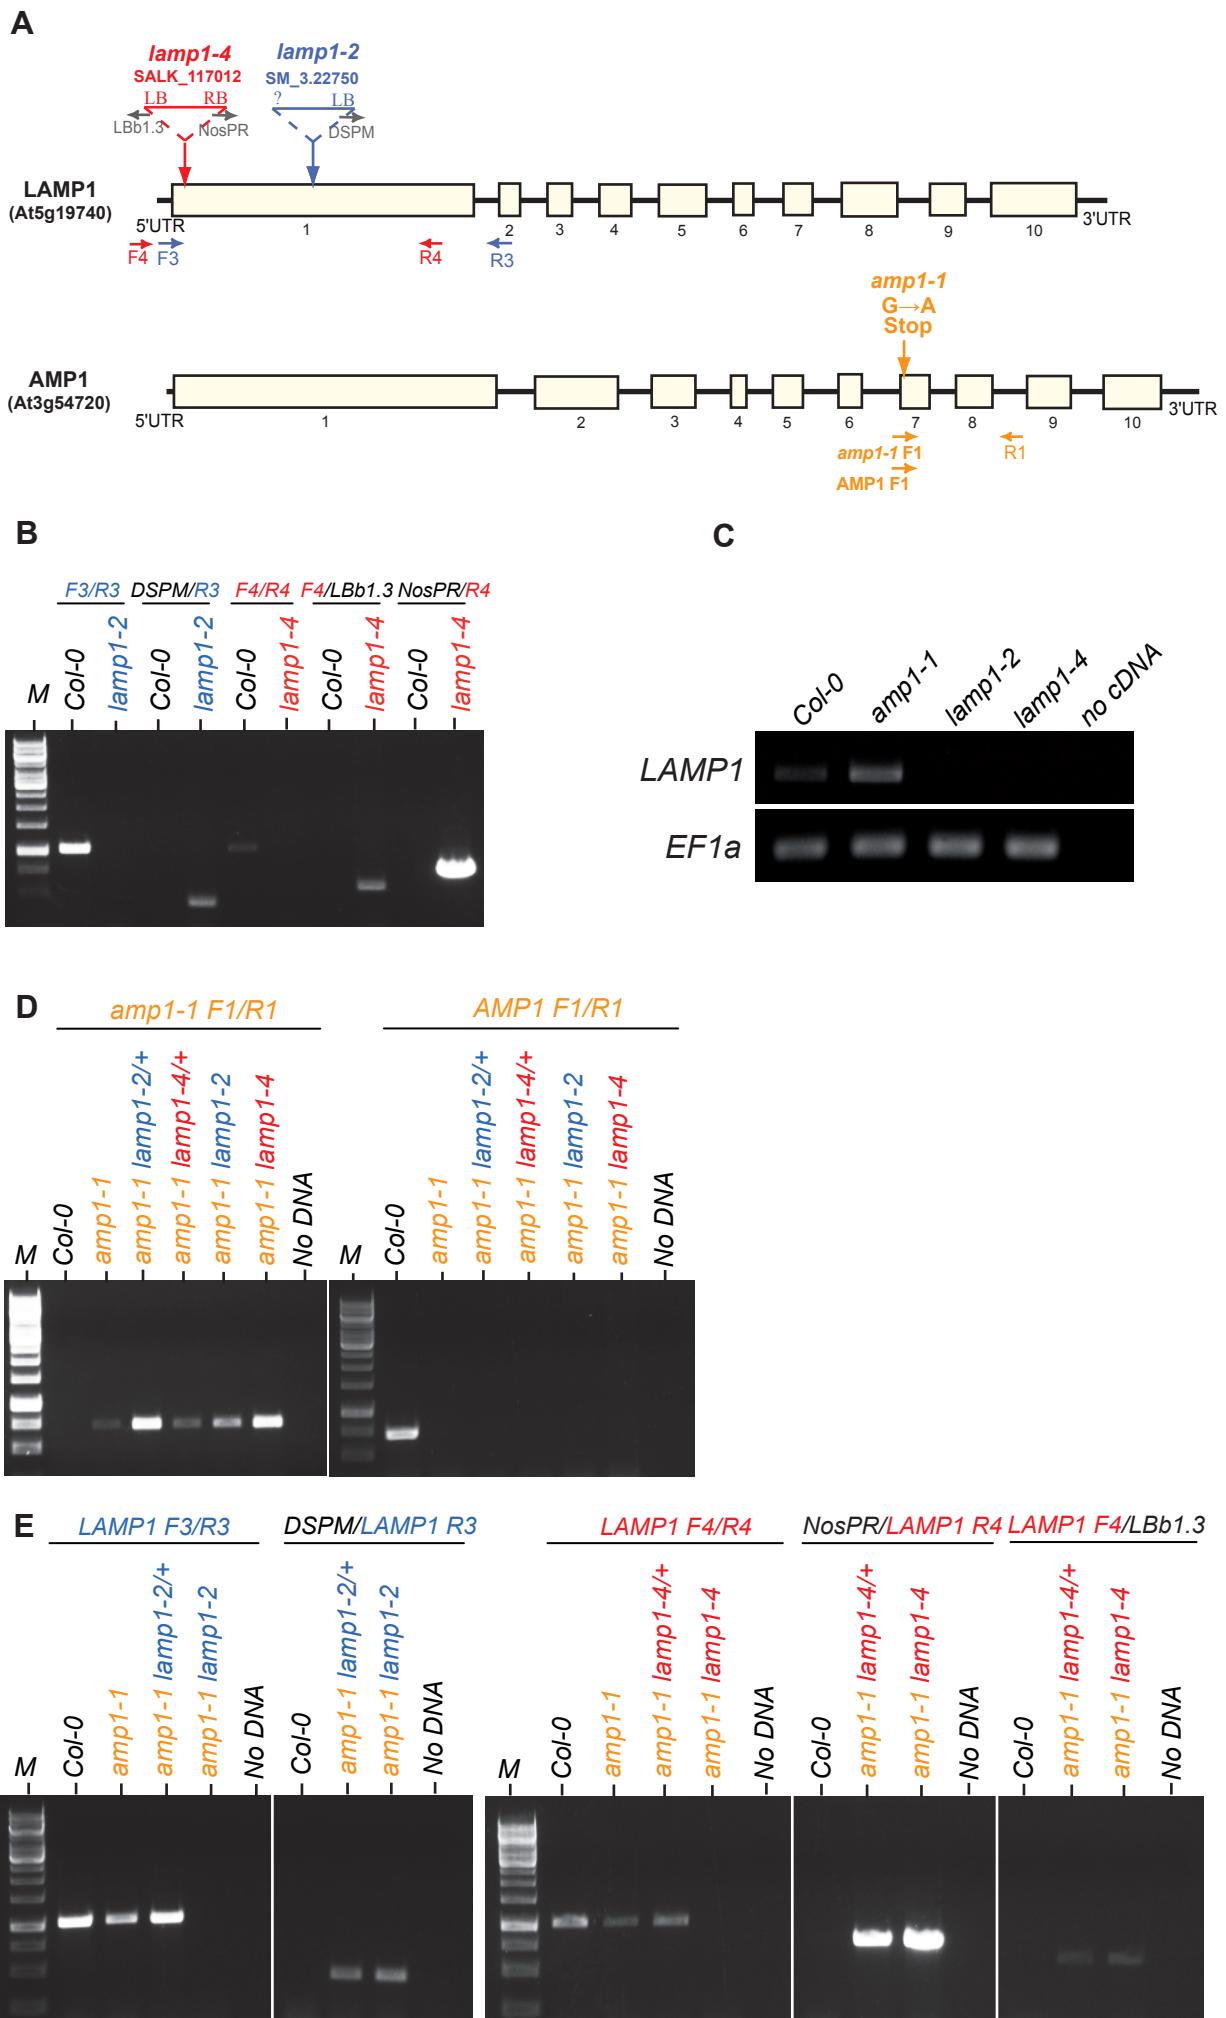 A
lamp1-4
lamp1-2
SALK_117012
SM_3.22750
LB
RB
?
LB
LBb1.3
NosPR
DSPM
LAMP1
(At5g19740)
5'UTR
1
2
3
4
5
6
7
8
9
10
3'UTR
F4
F3
R4
R3
amp1-1
G→A
Stop
AMP1
(At3g54720)
5'UTR
1
2
3
4
5
6
7
8
9
10
3'UTR
amp1-1 F1
R1
AMP1 F1
B
F3/R3
DSPM/R3
F4/R4
F4/LBb1.3
NosPR/R4
M
Col-0
lamp1-2
Col-0
lamp1-2
Col-0
lamp1-4
Col-0
lamp1-4
Col-0
lamp1-4
C
Col-0
amp1-1
lamp1-2
lamp1-4
no cDNA
LAMP1
EF1a
D
amp1-1 F1/R1
AMP1 F1/R1
M
Col-0
amp1-1
amp1-1 lamp1-2/+
amp1-1 lamp1-4/+
amp1-1 lamp1-2
amp1-1 lamp1-4
No DNA
M
Col-0
amp1-1
amp1-1 lamp1-2/+
amp1-1 lamp1-4/+
amp1-1 lamp1-2
amp1-1 lamp1-4
No DNA
E
LAMP1 F3/R3
DSPM/LAMP1 R3
LAMP1 F4/R4
NosPR/LAMP1 R4
LAMP1 F4/LBb1.3
M
Col-0
amp1-1
amp1-1 lamp1-2/+
amp1-1 lamp1-2
No DNA
Col-0
amp1-1 lamp1-2/+
amp1-1 lamp1-2
No DNA
M
Col-0
amp1-1
amp1-1 lamp1-4/+
amp1-1 lamp1-4
No DNA
Col-0
amp1-1 lamp1-4/+
amp1-1 lamp1-4
No DNA
Col-0
amp1-1 lamp1-4/+
amp1-1 lamp1-4
No DNA